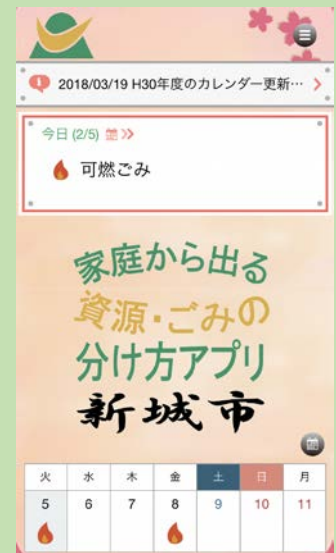 2018/03/19 H30年度のカレンダー更新…
今日 (2/5)
可燃ごみ
家庭から出る
資源・ごみの
分け方アプリ
新城市
火 水 木 金 土 日 月
5 6 7 8 9 10 11